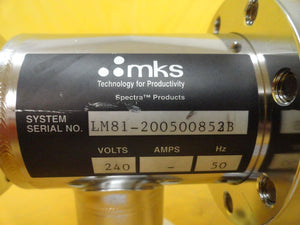 mks
Technology for Productivity
Spectra™ Products
SYSTEM
SERIAL NO. LM81-200500852B
VOLTS AMPS Hz
240 - 50